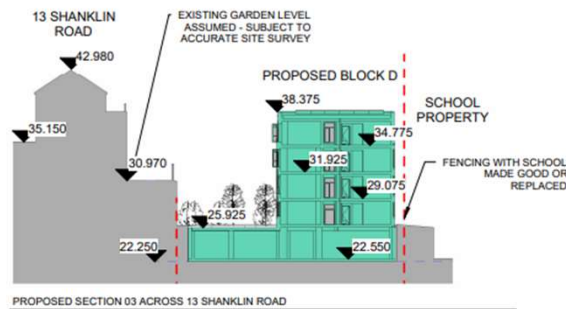 13 SHANKLIN
ROAD
42.980
EXISTING GARDEN LEVEL
ASSUMED - SUBJECT TO
ACCURATE SITE SURVEY
PROPOSED BLOCK D
38.375
SCHOOL
PROPERTY
35.150
34.775
30.970
31.925
FENCING WITH SCHOOL
MADE GOOD OR
REPLACED
29.075
25.925
22.250
22.550
PROPOSED SECTION 03 ACROSS 13 SHANKLIN ROAD